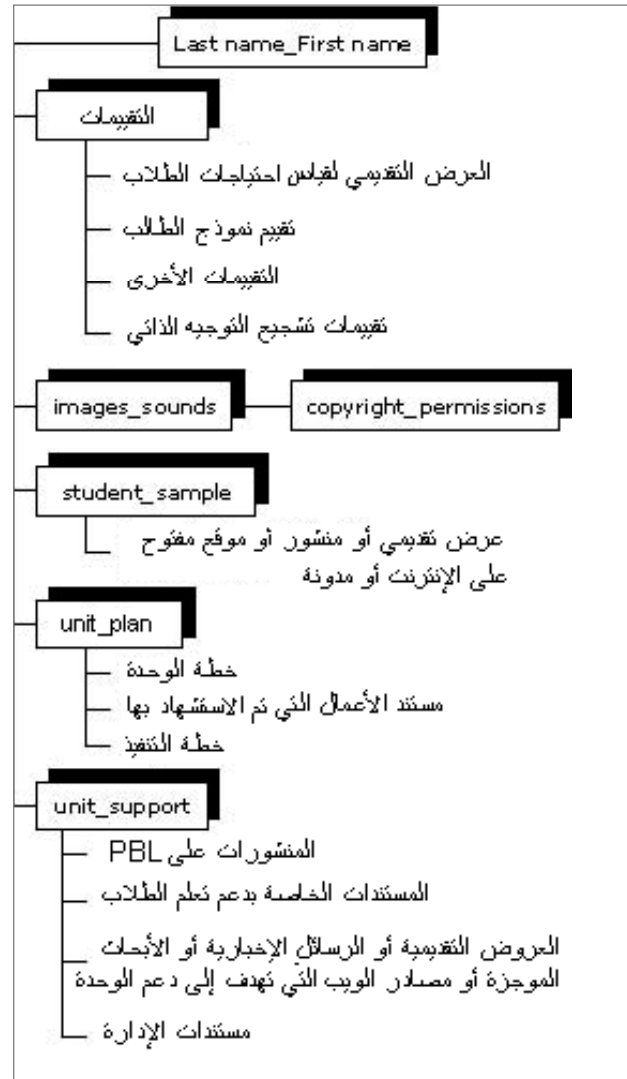 Last name_First name
التقييمات
العرض التقديمي لقياس احتياجات الطلاب
تقييم نموذج الطالب
التقييمات الأخرى
تقييمات تشجيع التوجيه الذاتي
images_sounds
copyright_permissions
student_sample
عرض تقديمي أو منشور أو موقع مفتوح
على الإنترنت أو مدونة
unit_plan
خطة الوحدة
مستند الأعمال التي تم الاستشهاد بها
خطة التنفيذ
unit_support
المنشورات على PBL
المستندات الخاصة بدعم تعلم الطلاب
العروض التقديمية أو الرسائل الإخبارية أو الأبحاث
الموجزة أو مصادر الويب التي تهدف إلى دعم الوحدة
مستندات الإدارة